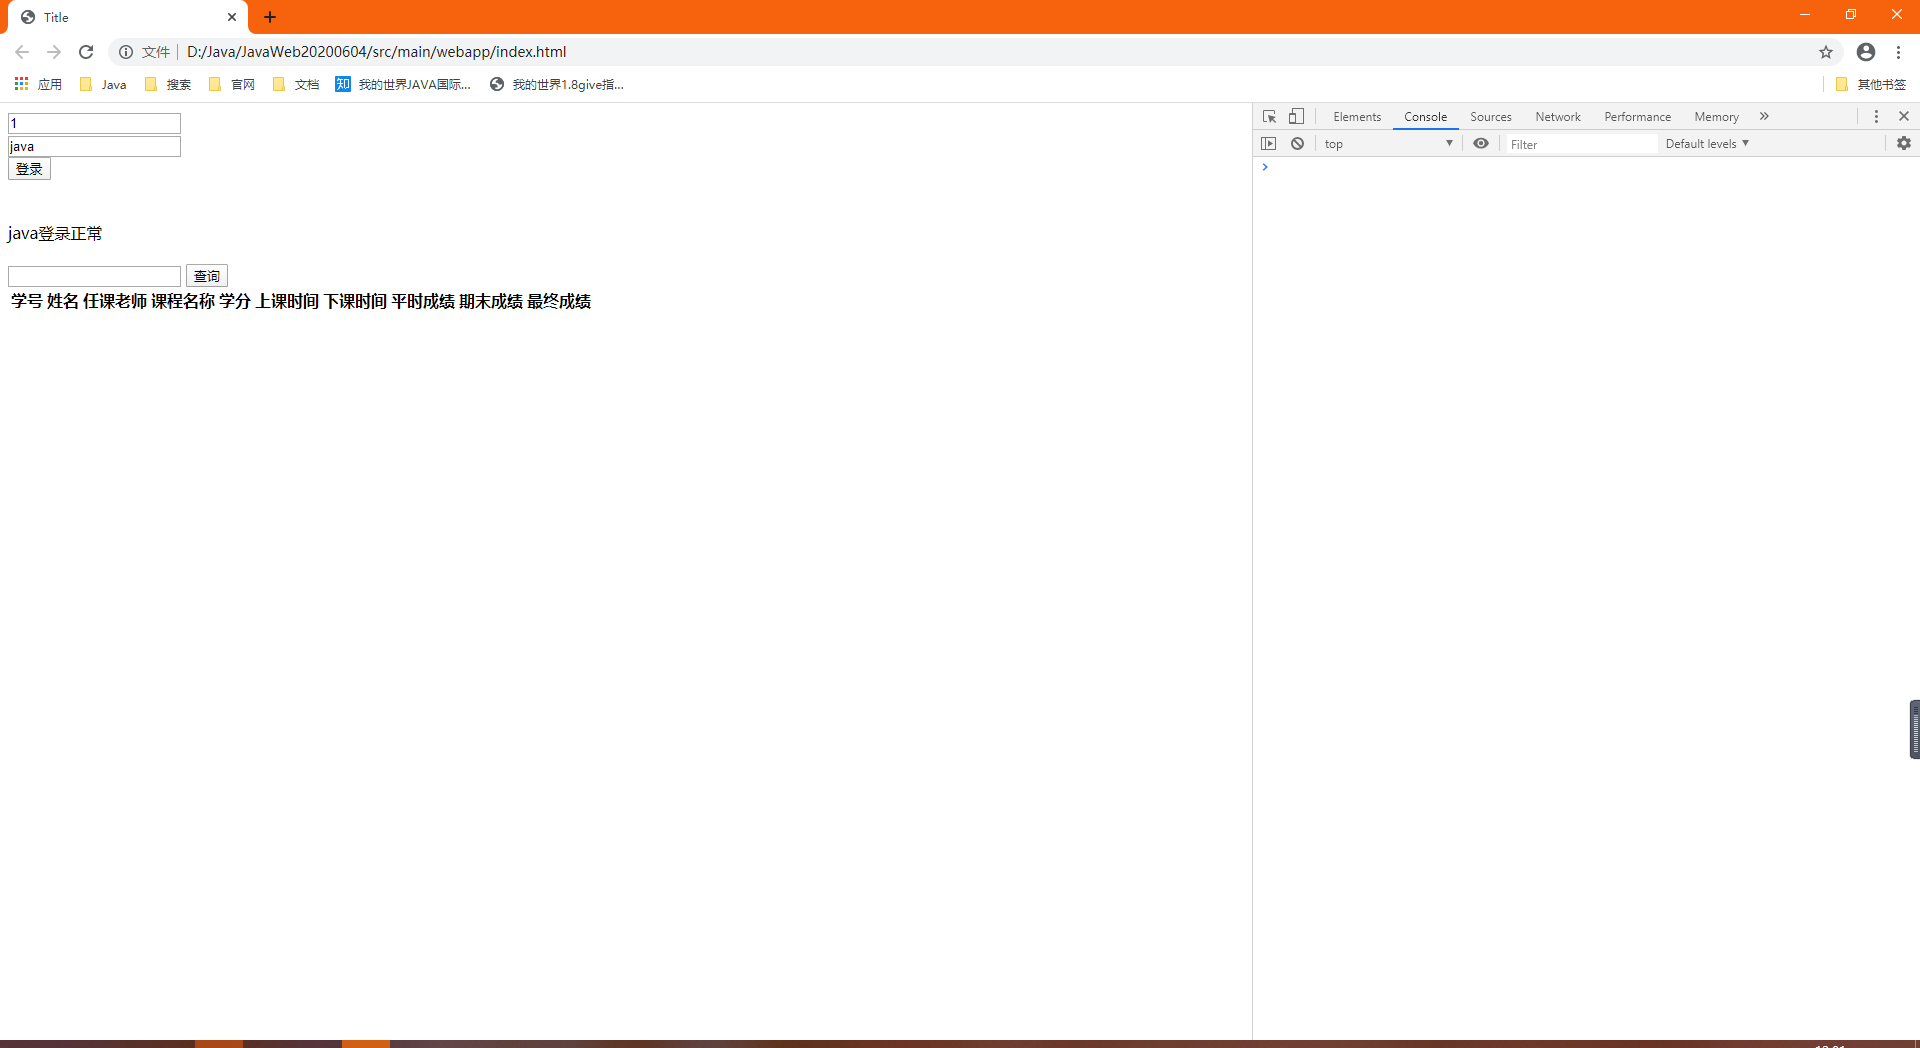 Title
文件 D:/Java/JavaWeb20200604/src/main/webapp/index.html
应用 Java 搜索 官网 文档 知 我的世界JAVA国际... 我的世界1.8give指... 其他书签
Elements Console Sources Network Performance Memory »
top Filter Default levels
1
java
登录
java登录正常
查询
学号 姓名 任课老师 课程名称 学分 上课时间 下课时间 平时成绩 期末成绩 最终成绩